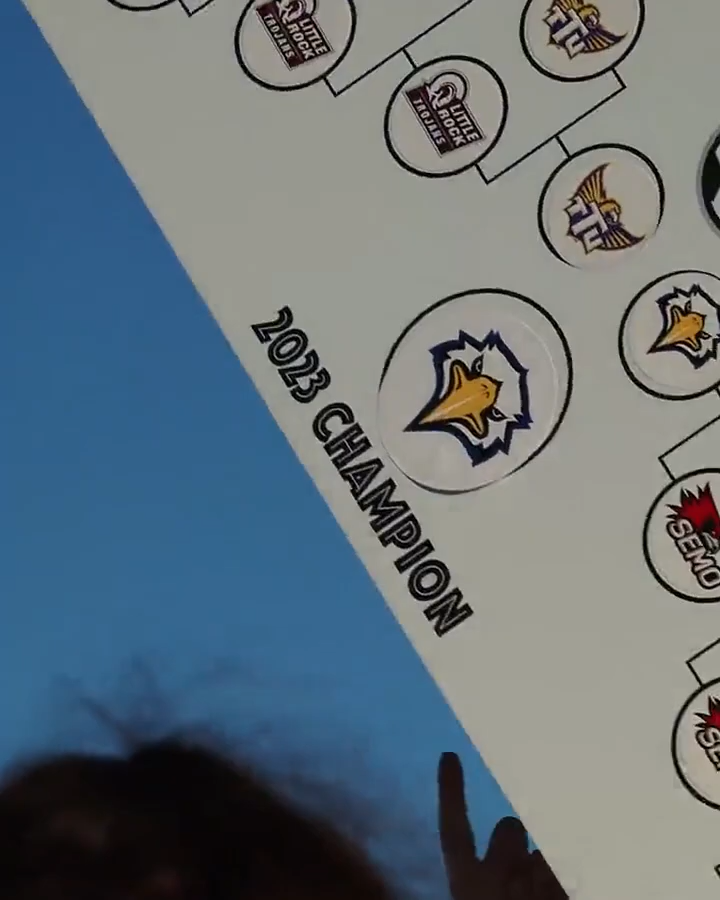 LITTLE
ROCK
TROJANS
TTU
LITTLE
ROCK
TROJANS
TTU
2023 CHAMPION
SEMO